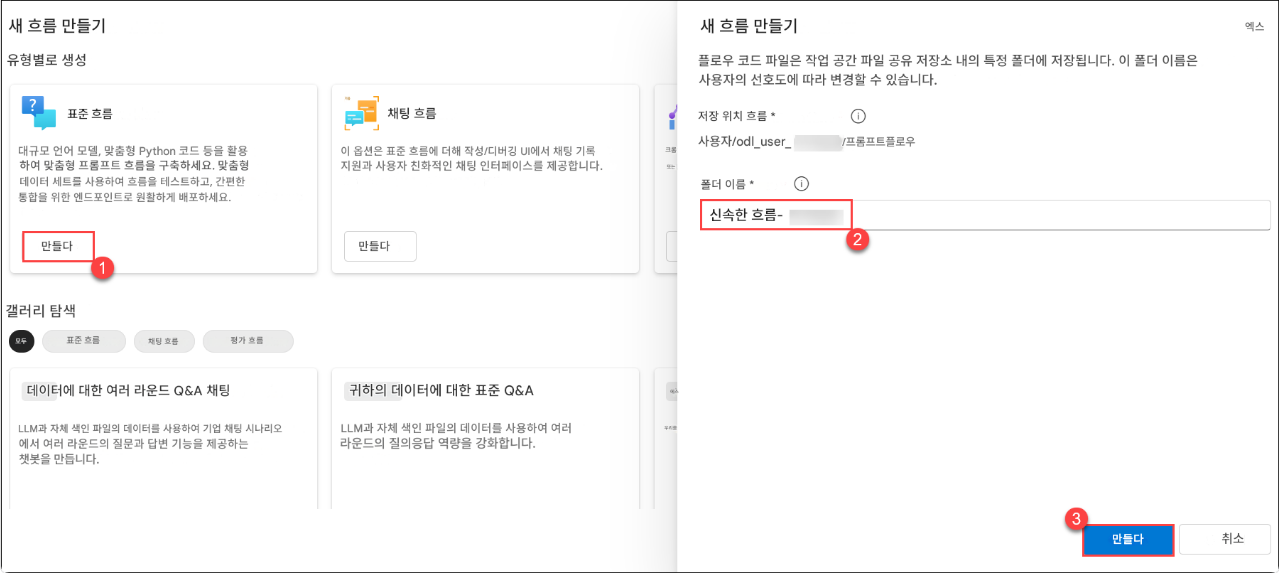 새 흐름 만들기
유형별로 생성
표준 흐름
대규모 언어 모델, 맞춤형 Python 코드 등을 활용
하여 맞춤형 프롬프트 흐름을 구축하세요. 맞춤형
데이터 세트를 사용하여 흐름을 테스트하고, 간편한
통합을 위한 엔드포인트로 원활하게 배포하세요.
만들다
1
채팅 흐름
이 옵션은 표준 흐름에 더해 작성/디버깅 UI에서 채팅 기록
지원과 사용자 친화적인 채팅 인터페이스를 제공합니다.
만들다
갤러리 탐색
모두
표준 흐름
채팅 흐름
평가 흐름
데이터에 대한 여러 라운드 Q&A 채팅
LLM과 자체 색인 파일의 데이터를 사용하여 기업 채팅 시나리오
에서 여러 라운드의 질문과 답변 기능을 제공하는
챗봇을 만듭니다.
귀하의 데이터에 대한 표준 Q&A
LLM과 자체 색인 파일의 데이터를 사용하여 여러
라운드의 질의응답 역량을 강화합니다.
새 흐름 만들기
엑스
플로우 코드 파일은 작업 공간 파일 공유 저장소 내의 특정 폴더에 저장됩니다. 이 폴더 이름은
사용자의 선호도에 따라 변경할 수 있습니다.
저장 위치 흐름 *
사용자/odl_user_ /프롬프트플로우
폴더 이름 *
신속한 흐름-
2
3
만들다
취소